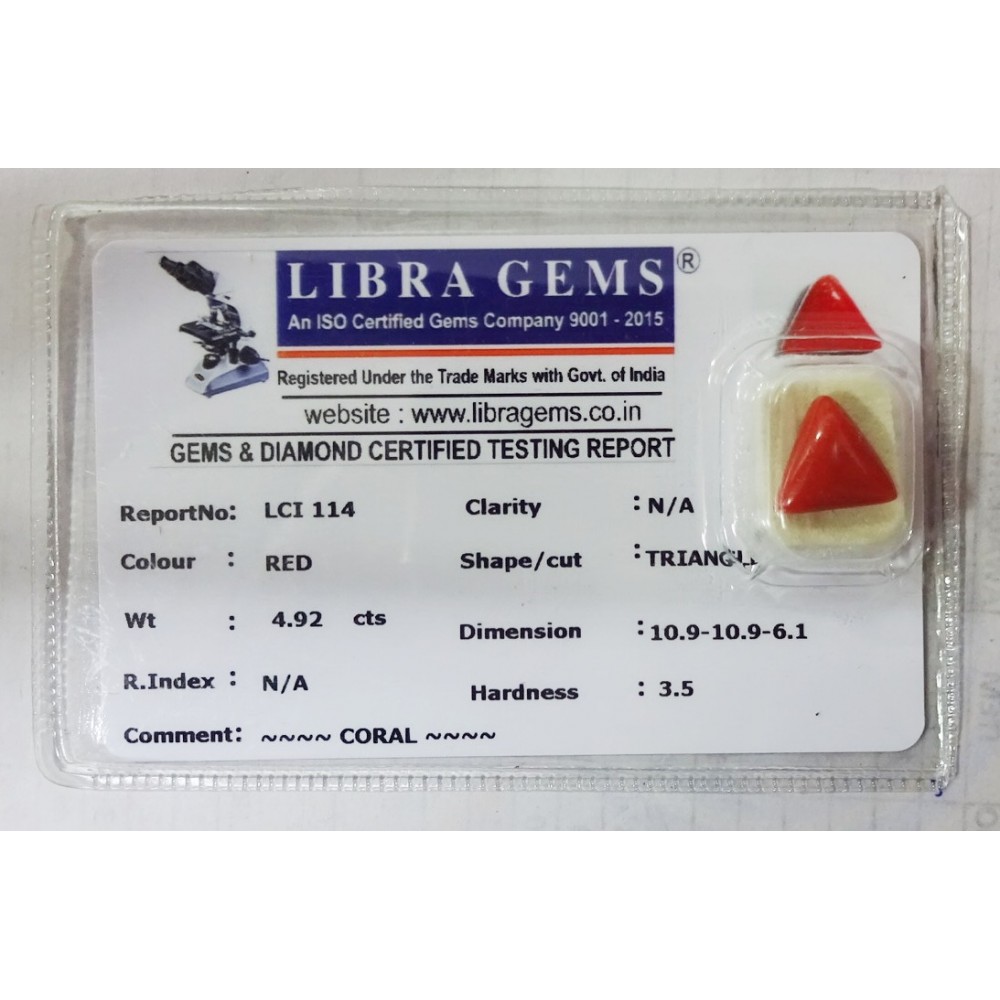 LIBRA GEMS ®
An ISO Certified Gems Company 9001 - 2015
Registered Under the Trade Marks with Govt. of India
website : www.libragems.co.in
GEMS & DIAMOND CERTIFIED TESTING REPORT
ReportNo: LCI 114 Clarity : N/A
Colour : RED Shape/cut :
Wt : 4.92 cts Dimension : 10.9-10.9-6.1
R.Index : N/A Hardness : 3.5
Comment: ~~~~ CORAL ~~~~